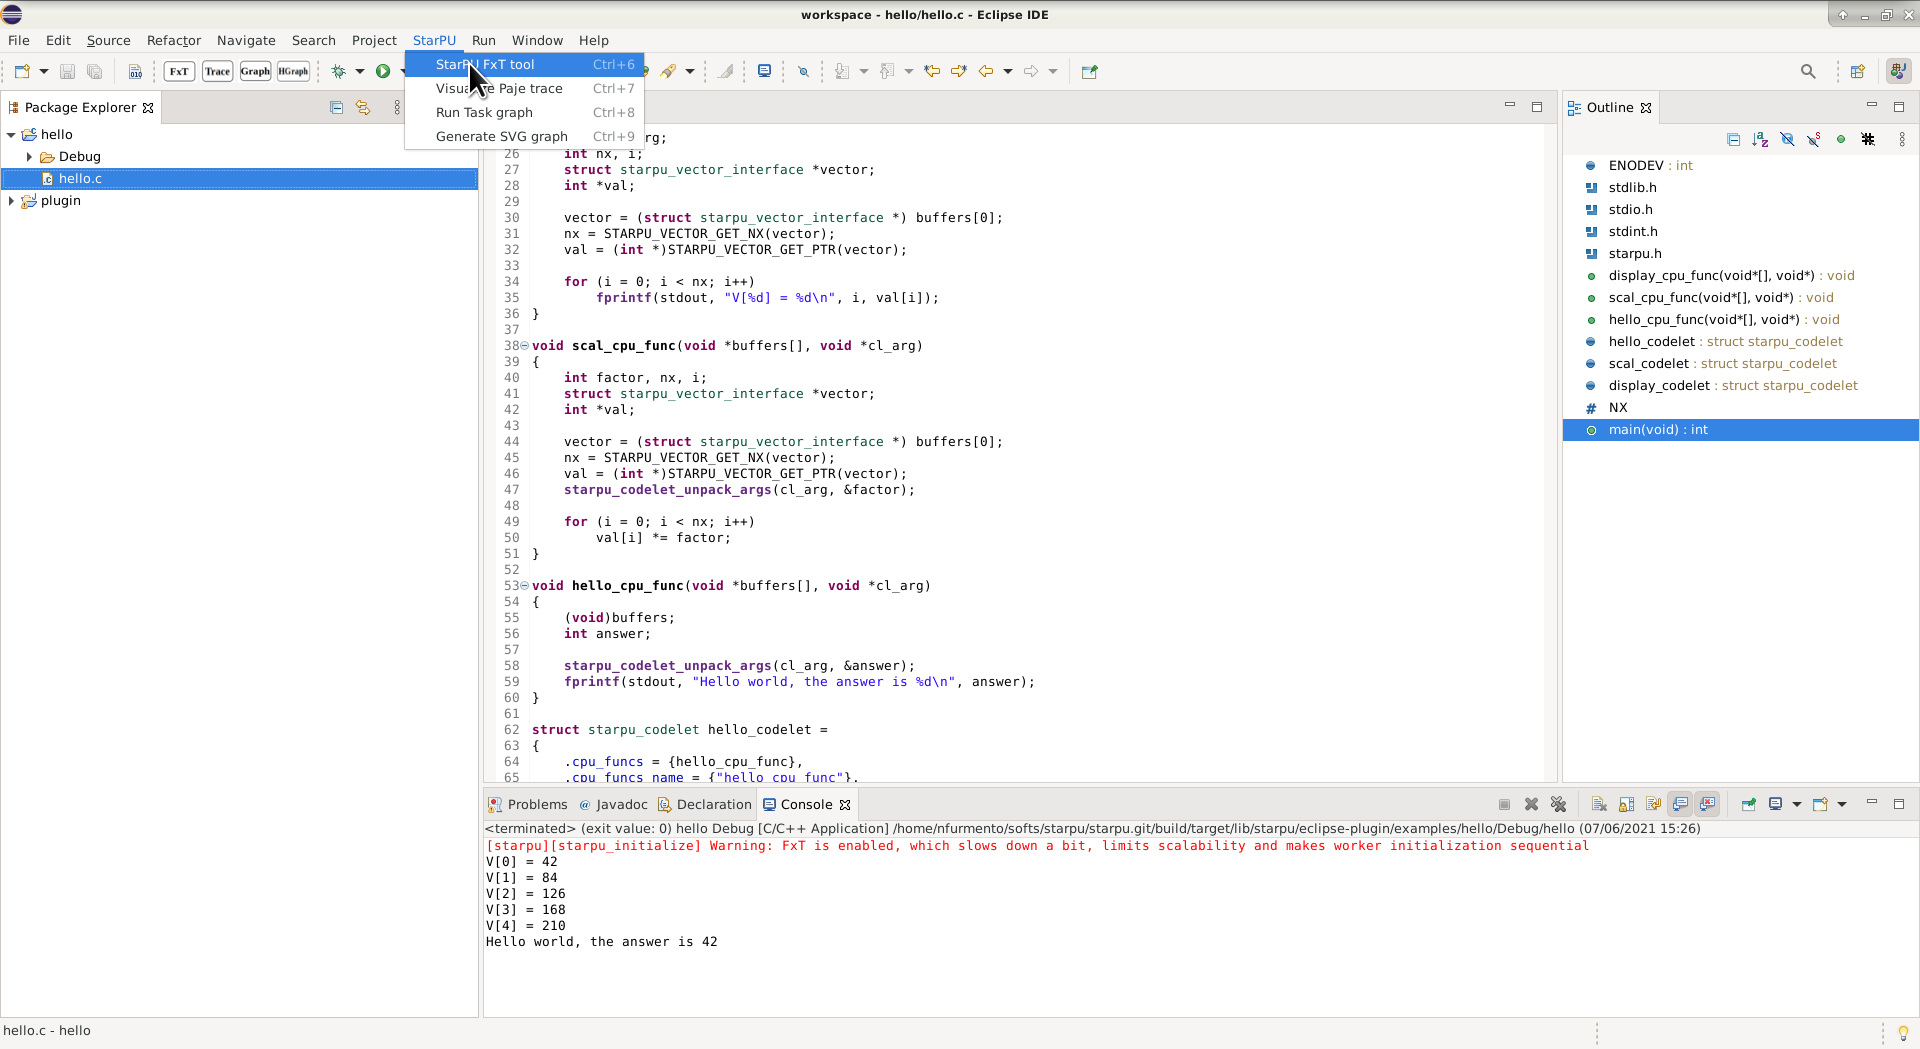 workspace - hello/hello.c - Eclipse IDE
File Edit Source Refactor Navigate Search Project StarPU Run Window Help
FxT Trace Graph HGraph
StarPU FxT tool Ctrl+6
Paje trace Ctrl+7
Run Task graph Ctrl+8
Generate SVG graph Ctrl+9
Package Explorer
hello
Debug
hello.c
plugin
rg;
26 int nx, i;
27 struct starpu_vector_interface *vector;
28 int *val;
29
30 vector = (struct starpu_vector_interface *) buffers[0];
31 nx = STARPU_VECTOR_GET_NX(vector);
32 val = (int *)STARPU_VECTOR_GET_PTR(vector);
33
34 for (i = 0; i < nx; i++)
35 fprintf(stdout, "V[%d] = %d\n", i, val[i]);
36 }
37
38 void scal_cpu_func(void *buffers[], void *cl_arg)
39 {
40 int factor, nx, i;
41 struct starpu_vector_interface *vector;
42 int *val;
43
44 vector = (struct starpu_vector_interface *) buffers[0];
45 nx = STARPU_VECTOR_GET_NX(vector);
46 val = (int *)STARPU_VECTOR_GET_PTR(vector);
47 starpu_codelet_unpack_args(cl_arg, &factor);
48
49 for (i = 0; i < nx; i++)
50 val[i] *= factor;
51 }
52
53 void hello_cpu_func(void *buffers[], void *cl_arg)
54 {
55 (void)buffers;
56 int answer;
57
58 starpu_codelet_unpack_args(cl_arg, &answer);
59 fprintf(stdout, "Hello world, the answer is %d\n", answer);
60 }
61
62 struct starpu_codelet hello_codelet =
63 {
64 .cpu_funcs = {hello_cpu_func},
65 .cpu_funcs_name = {"hello_cpu_func"},
Outline
ENODEV : int
stdlib.h
stdio.h
stdint.h
starpu.h
display_cpu_func(void*[], void*) : void
scal_cpu_func(void*[], void*) : void
hello_cpu_func(void*[], void*) : void
hello_codelet : struct starpu_codelet
scal_codelet : struct starpu_codelet
display_codelet : struct starpu_codelet
NX
main(void) : int
Problems Javadoc Declaration Console
<terminated> (exit value: 0) hello Debug [C/C++ Application] /home/nfurmento/softs/starpu/starpu.git/build/target/lib/starpu/eclipse-plugin/examples/hello/Debug/hello (07/06/2021 15:26)
[starpu][starpu_initialize] Warning: FxT is enabled, which slows down a bit, limits scalability and makes worker initialization sequential
V[0] = 42
V[1] = 84
V[2] = 126
V[3] = 168
V[4] = 210
Hello world, the answer is 42
hello.c - hello